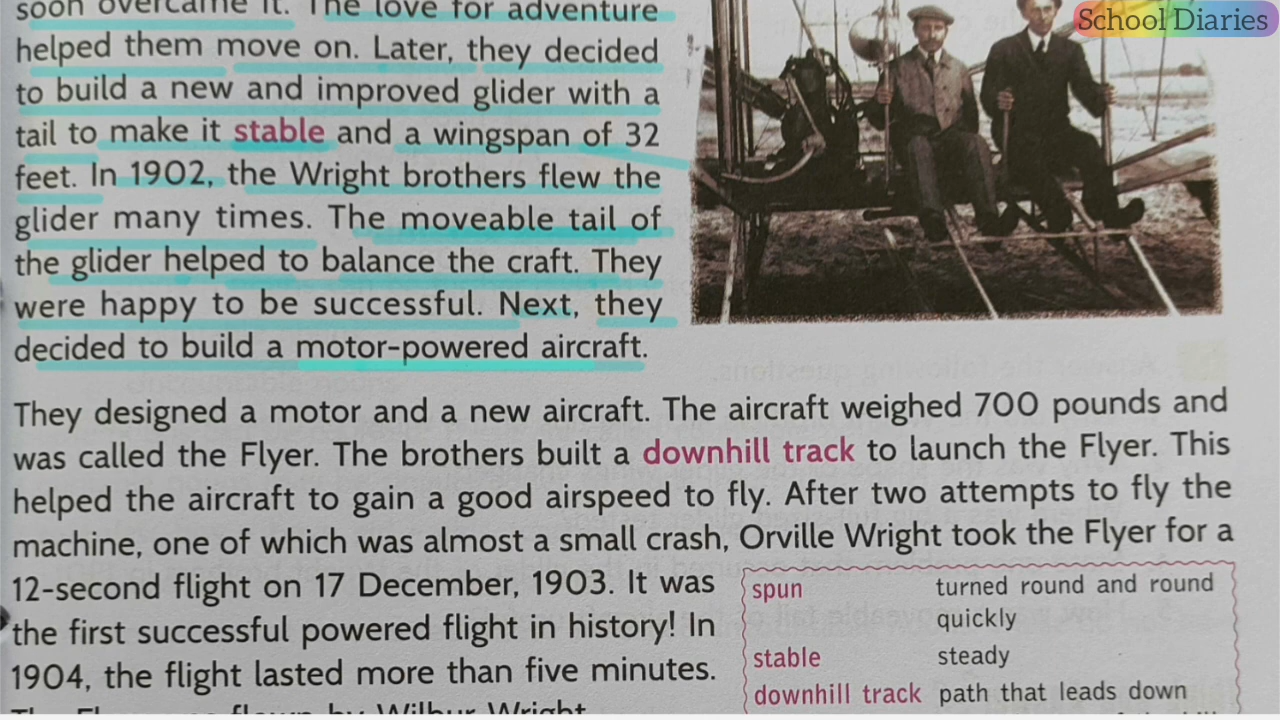 soon overcame it. The love for adventure
helped them move on. Later, they decided
to build a new and improved glider with a
tail to make it stable and a wingspan of 32
feet. In 1902, the Wright brothers flew the
glider many times. The moveable tail of
the glider helped to balance the craft. They
were happy to be successful. Next, they
decided to build a motor-powered aircraft.
School Diaries
They designed a motor and a new aircraft. The aircraft weighed 700 pounds and
was called the Flyer. The brothers built a downhill track to launch the Flyer. This
helped the aircraft to gain a good airspeed to fly. After two attempts to fly the
machine, one of which was almost a small crash, Orville Wright took the Flyer for a
12-second flight on 17 December, 1903. It was
the first successful powered flight in history! In
1904, the flight lasted more than five minutes.
The Flyer was flown by Wilbur Wright
spun turned round and round
quickly
stable steady
downhill track path that leads down